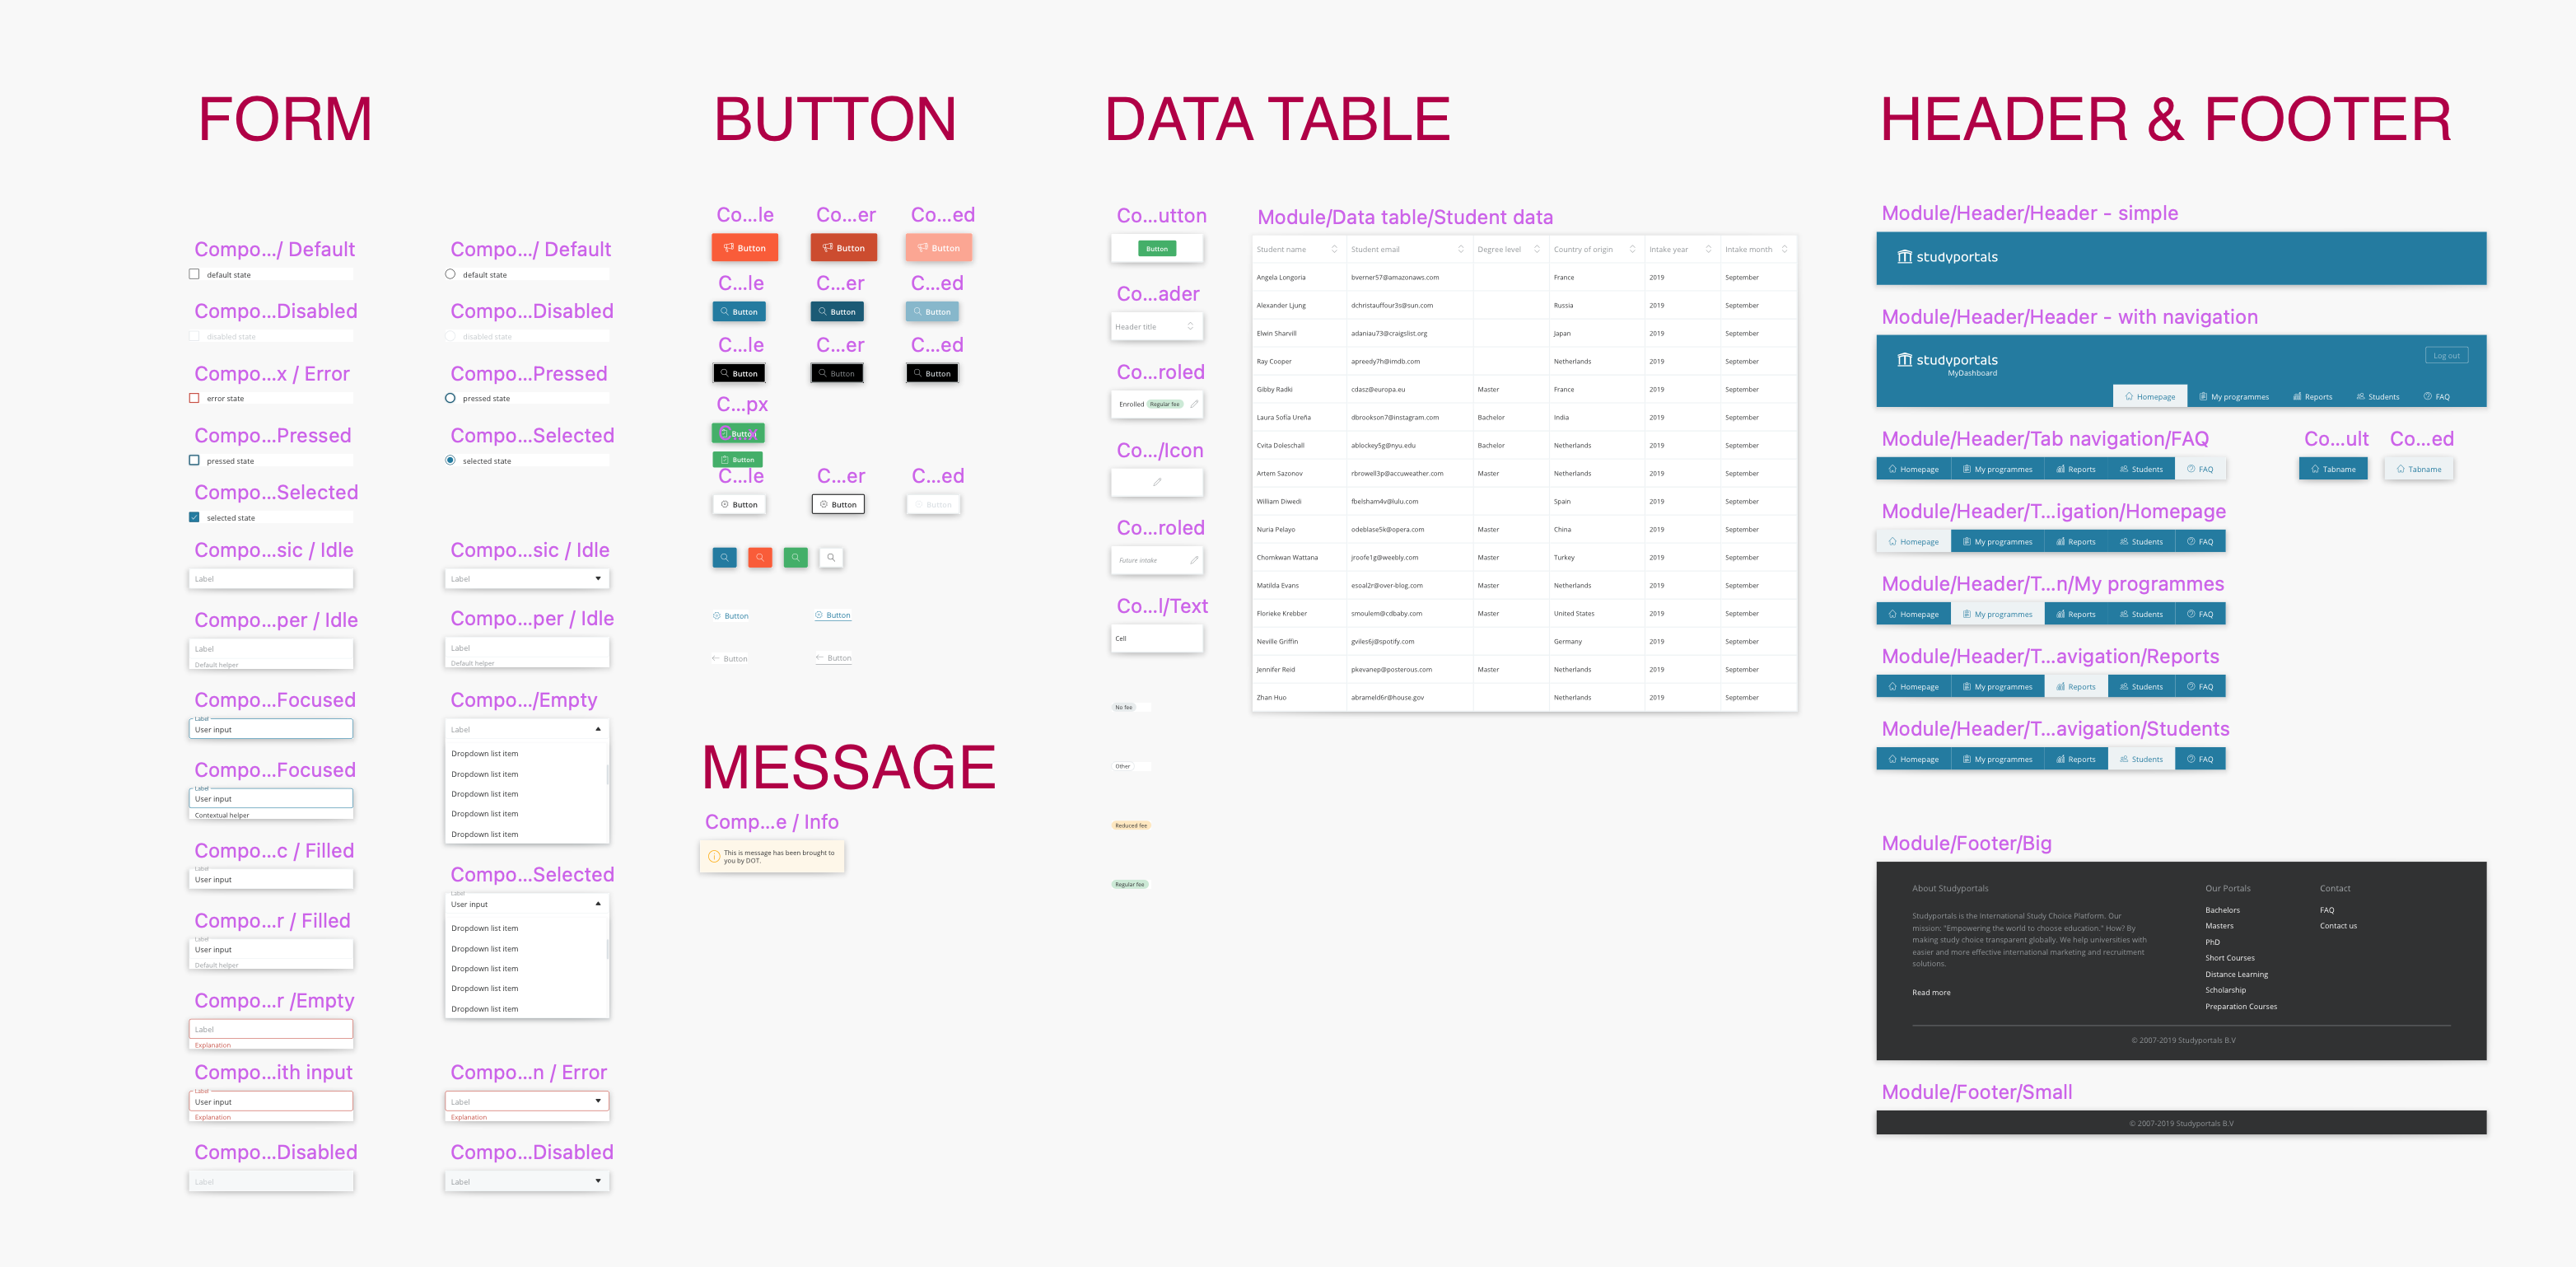 FORM
Compo.../ Default
default state
Compo...Disabled
disabled state
Compo...x / Error
error state
Compo...Pressed
pressed state
Compo...Selected
selected state
Compo...sic / Idle
Label
Compo...per / Idle
Label
Default helper
Compo...Focused
Label
User input
Compo...Focused
Label
User input
Contextual helper
Compo...c / Filled
Label
User input
Compo...r / Filled
Label
User input
Default helper
Compo...r /Empty
Label
Explanation
Compo...ith input
Label
User input
Explanation
Compo...Disabled
Label
Compo.../ Default
default state
Compo...Disabled
disabled state
Compo...Pressed
pressed state
Compo...Selected
selected state
Compo...sic / Idle
Label
Compo...per / Idle
Label
Default helper
Compo.../Empty
Label
Dropdown list item
Dropdown list item
Dropdown list item
Dropdown list item
Dropdown list item
Compo...Selected
Label
User input
Dropdown list item
Dropdown list item
Dropdown list item
Dropdown list item
Dropdown list item
Compo...n / Error
Label
Explanation
Compo...Disabled
Label
BUTTON
Co...le Co...er Co...ed
Button Button Button
C...le C...er C...ed
Button Button Button
C...le C...er C...ed
Button Button Button
C...px
Button
Button
C...le C...er C...ed
Button Button Button
Button Button
Button Button
MESSAGE
Comp...e / Info
This is message has been brought to
you by DOT.
DATA TABLE
Co...utton
Button
Co...ader
Header title
Co...roled
Enrolled Regular fee
Co.../Icon
Co...roled
Future intake
Co...l/Text
Cell
No fee
Other
Reduced fee
Regular fee
Module/Data table/Student data
Student name Student email Degree level Country of origin Intake year Intake month
Angela Longoria bverner57@amazonaws.com France 2019 September
Alexander Ljung dchristauffour3s@sun.com Russia 2019 September
Elwin Sharvill adaniau73@craigslist.org Japan 2019 September
Ray Cooper apreedy7h@imdb.com Netherlands 2019 September
Gibby Radki cdasz@europa.eu Master France 2019 September
Laura Sofía Ureña dbrookson7@instagram.com Bachelor India 2019 September
Cvita Doleschall ablockey5g@nyu.edu Bachelor Netherlands 2019 September
Artem Sazonov rbrowell3p@accuweather.com Master Netherlands 2019 September
William Diwedi fbelsham4v@lulu.com Spain 2019 September
Nuria Pelayo odeblase5k@opera.com Master China 2019 September
Chomkwan Wattana jroofe1g@weebly.com Master Turkey 2019 September
Matilda Evans esoal2r@over-blog.com Master Netherlands 2019 September
Florieke Krebber smoulem@cdbaby.com Master United States 2019 September
Neville Griffin gviles6j@spotify.com Germany 2019 September
Jennifer Reid pkevanep@posterous.com Master Netherlands 2019 September
Zhan Huo abrameld6r@house.gov Netherlands 2019 September
HEADER & FOOTER
Module/Header/Header - simple
studyportals
Module/Header/Header - with navigation
studyportals
MyDashboard
Log out
Homepage My programmes Reports Students FAQ
Module/Header/Tab navigation/FAQ
Homepage My programmes Reports Students FAQ
Co...ult Co...ed
Tabname Tabname
Module/Header/T...igation/Homepage
Homepage My programmes Reports Students FAQ
Module/Header/T...n/My programmes
Homepage My programmes Reports Students FAQ
Module/Header/T...avigation/Reports
Homepage My programmes Reports Students FAQ
Module/Header/T...avigation/Students
Homepage My programmes Reports Students FAQ
Module/Footer/Big
About Studyportals
Studyportals is the International Study Choice Platform. Our
mission: "Empowering the world to choose education." How? By
making study choice transparent globally. We help universities with
easier and more effective international marketing and recruitment
solutions.
Read more
Our Portals
Bachelors
Masters
PhD
Short Courses
Distance Learning
Scholarship
Preparation Courses
Contact
FAQ
Contact us
© 2007-2019 Studyportals B.V
Module/Footer/Small
© 2007-2019 Studyportals B.V